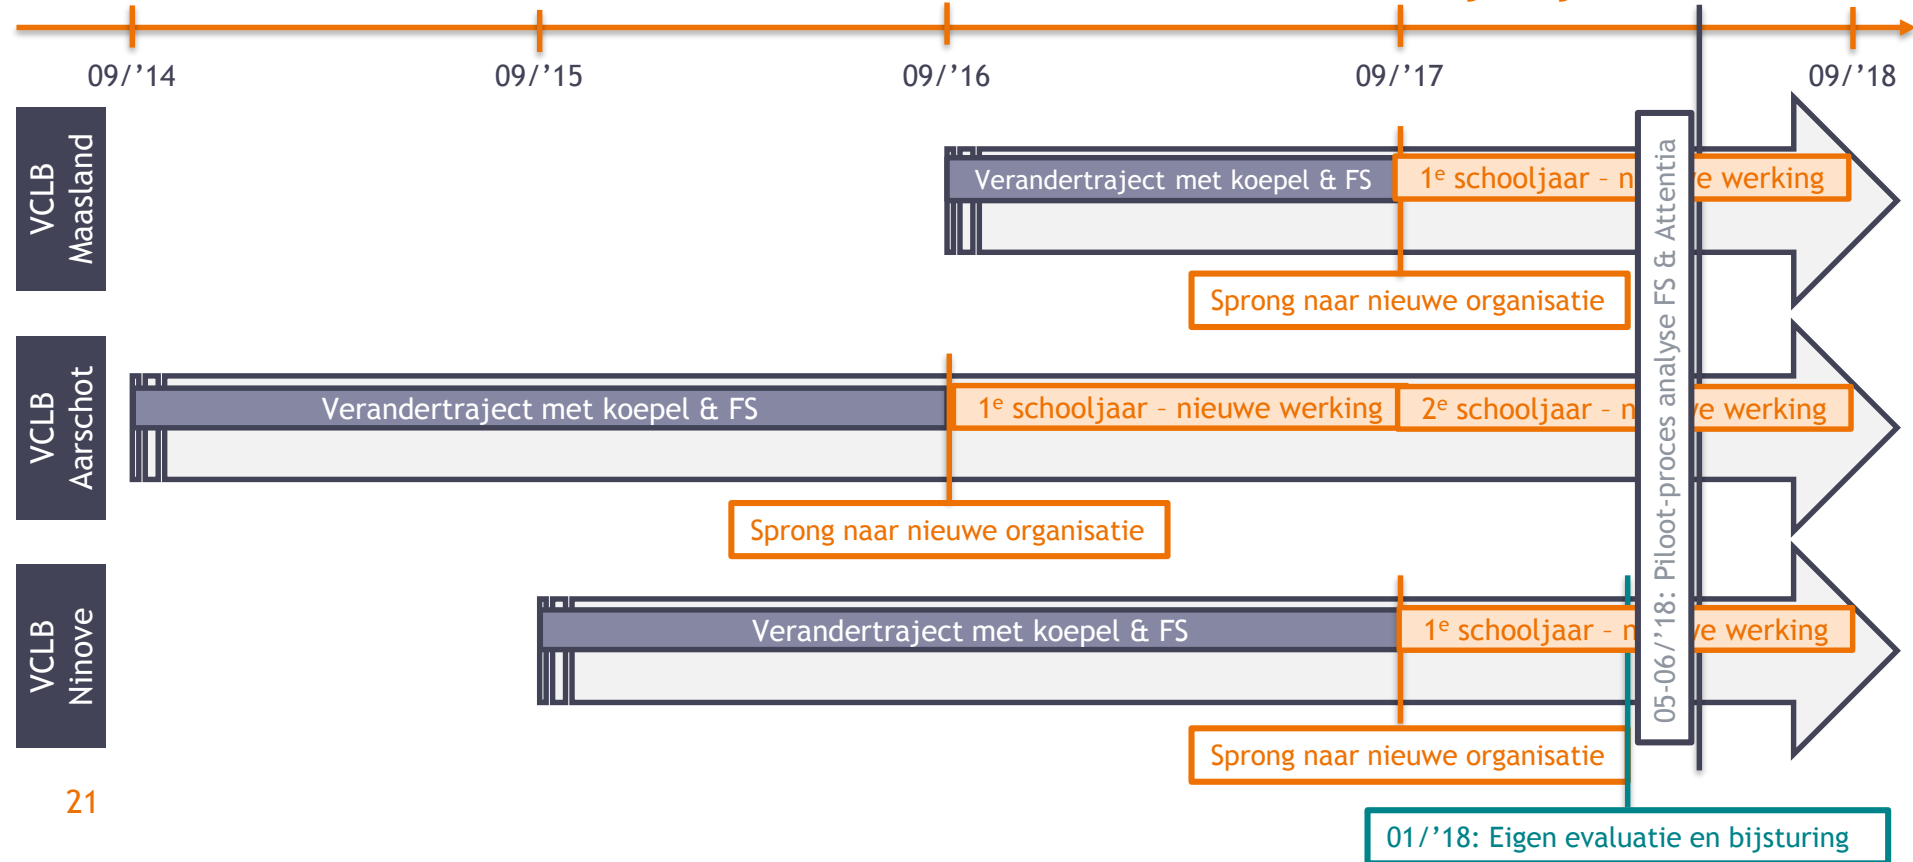 09/’14
09/’15
09/’16
09/’17
09/’18
VCLB
Maasland
Verandertraject met koepel & FS
1e schooljaar – n
e werking
Sprong naar nieuwe organisatie
05-06/’18: Piloot-proces analyse FS & Attentia
VCLB
Aarschot
Verandertraject met koepel & FS
1e schooljaar – nieuwe werking
2e schooljaar – n
e werking
Sprong naar nieuwe organisatie
VCLB
Ninove
Verandertraject met koepel & FS
1e schooljaar – n
e werking
Sprong naar nieuwe organisatie
21
01/’18: Eigen evaluatie en bijsturing